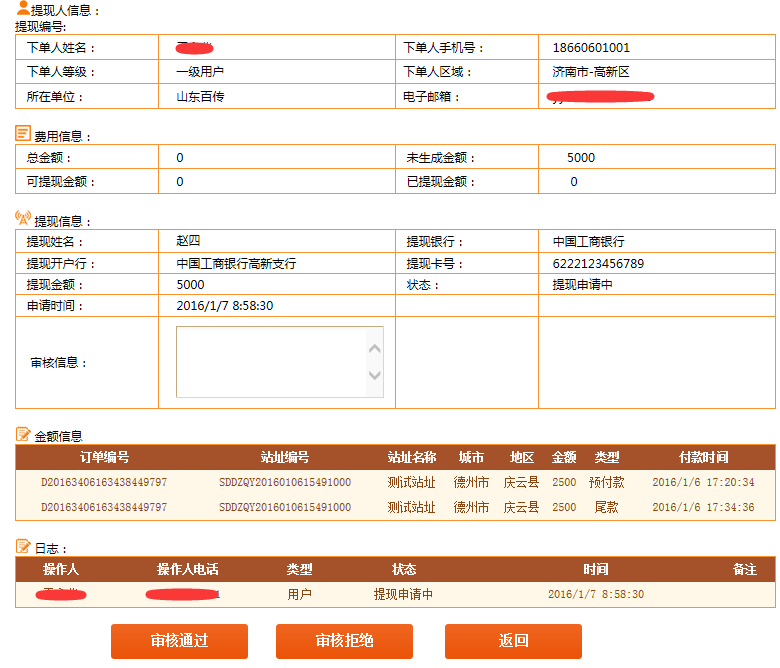 提现人信息：
提现编号:
下单人姓名： 下单人手机号： 18660601001
下单人等级： 一级用户 下单人区域： 济南市-高新区
所在单位： 山东百传 电子邮箱：
费用信息：
总金额： 0 未生成金额： 5000
可提现金额： 0 已提现金额： 0
提现信息：
提现姓名： 赵四 提现银行： 中国工商银行
提现开户行： 中国工商银行高新支行 提现卡号： 6222123456789
提现金额： 5000 状态： 提现申请中
申请时间： 2016/1/7 8:58:30
审核信息：
金额信息
订单编号 站址编号 站址名称 城市 地区 金额 类型 付款时间
D20163406163438449797 SDDZQY2016010615491000 测试站址 德州市 庆云县 2500 预付款 2016/1/6 17:20:34
D20163406163438449797 SDDZQY2016010615491000 测试站址 德州市 庆云县 2500 尾款 2016/1/6 17:34:36
日志：
操作人 操作人电话 类型 状态 时间 备注
用户 提现申请中 2016/1/7 8:58:30
审核通过 审核拒绝 返回